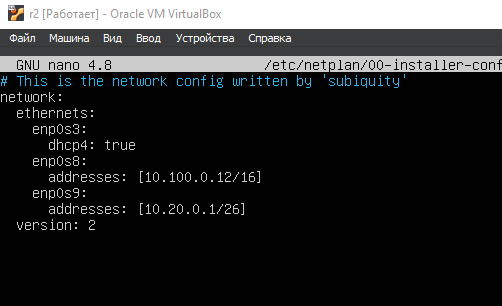 r2 [Работает] - Oracle VM VirtualBox
Файл Машина Вид Ввод Устройства Справка
GNU nano 4.8 /etc/netplan/00-installer-conf
# This is the network config written by 'subiquity'
network:
  ethernets:
    enp0s3:
      dhcp4: true
    enp0s8:
      addresses: [10.100.0.12/16]
    enp0s9:
      addresses: [10.20.0.1/26]
  version: 2